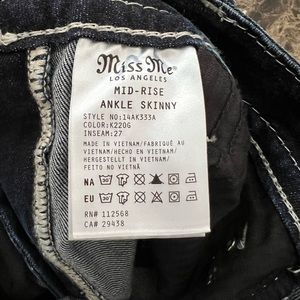 Miss Me
LOS ANGELES
MID-RISE
ANKLE SKINNY
STYLE NO:14AK333A
COLOR:K220G
INSEAM:27
MADE IN VIETNAM/FABRIQUÉ AU
VIETNAM/HECHO EN VIETNAM/
HERGESTELLT IN VIETNAM/
FEITO NO VIETNÃ
NA
EU
RN# 112568
CA# 29438